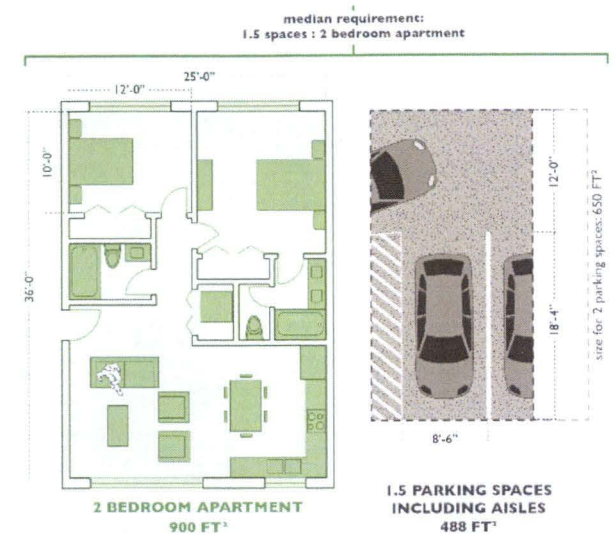 median requirement:
1.5 spaces : 2 bedroom apartment
25'-0"
12'-0"
10'-0"
36'-0"
12'-0"
18'-4"
size for 2 parking spaces: 650 FT²
8'-6"
2 BEDROOM APARTMENT
900 FT²
1.5 PARKING SPACES
INCLUDING AISLES
488 FT²